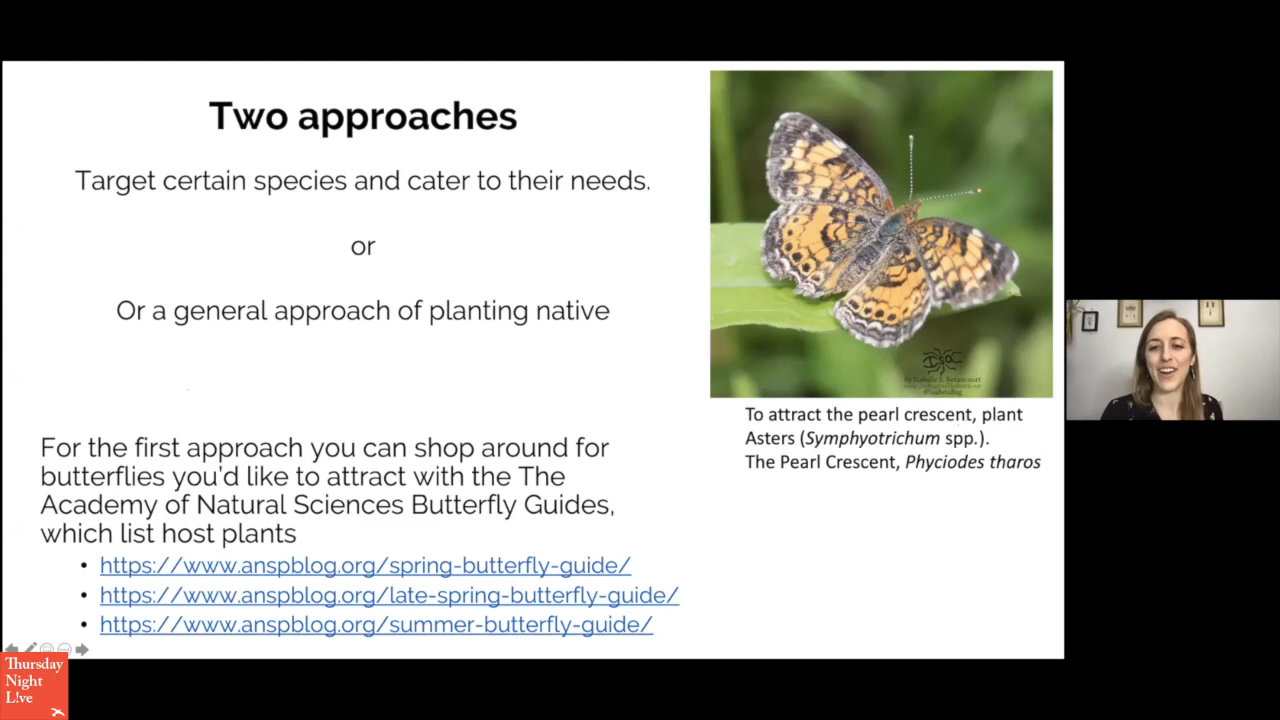 Two approaches
Target certain species and cater to their needs.
or
Or a general approach of planting native
For the first approach you can shop around for
butterflies you'd like to attract with the The
Academy of Natural Sciences Butterfly Guides,
which list host plants
• https://www.anspblog.org/spring-butterfly-guide/
• https://www.anspblog.org/late-spring-butterfly-guide/
• https://www.anspblog.org/summer-butterfly-guide/
By Isabelle S. Betancourt
To attract the pearl crescent, plant
Asters (Symphyotrichum spp.).
The Pearl Crescent, Phyciodes tharos
Thursday
Night
L!ve